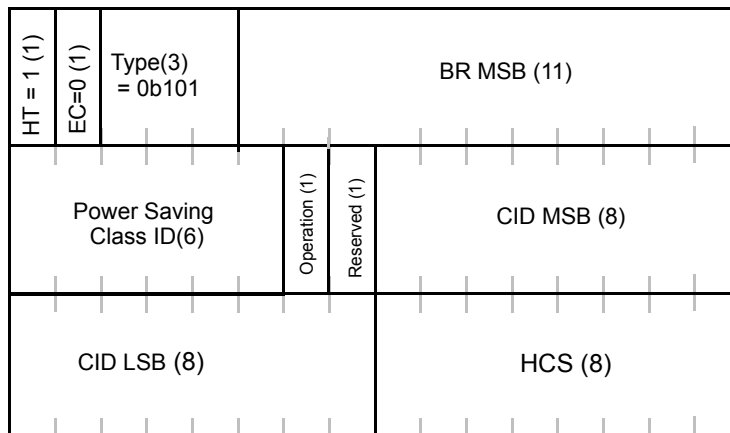 HT = 1 (1)
EC=0 (1)
Type(3)
= 0b101
BR MSB (11)
Power Saving
Class ID(6)
Operation (1)
Reserved (1)
CID MSB (8)
CID LSB (8)
HCS (8)